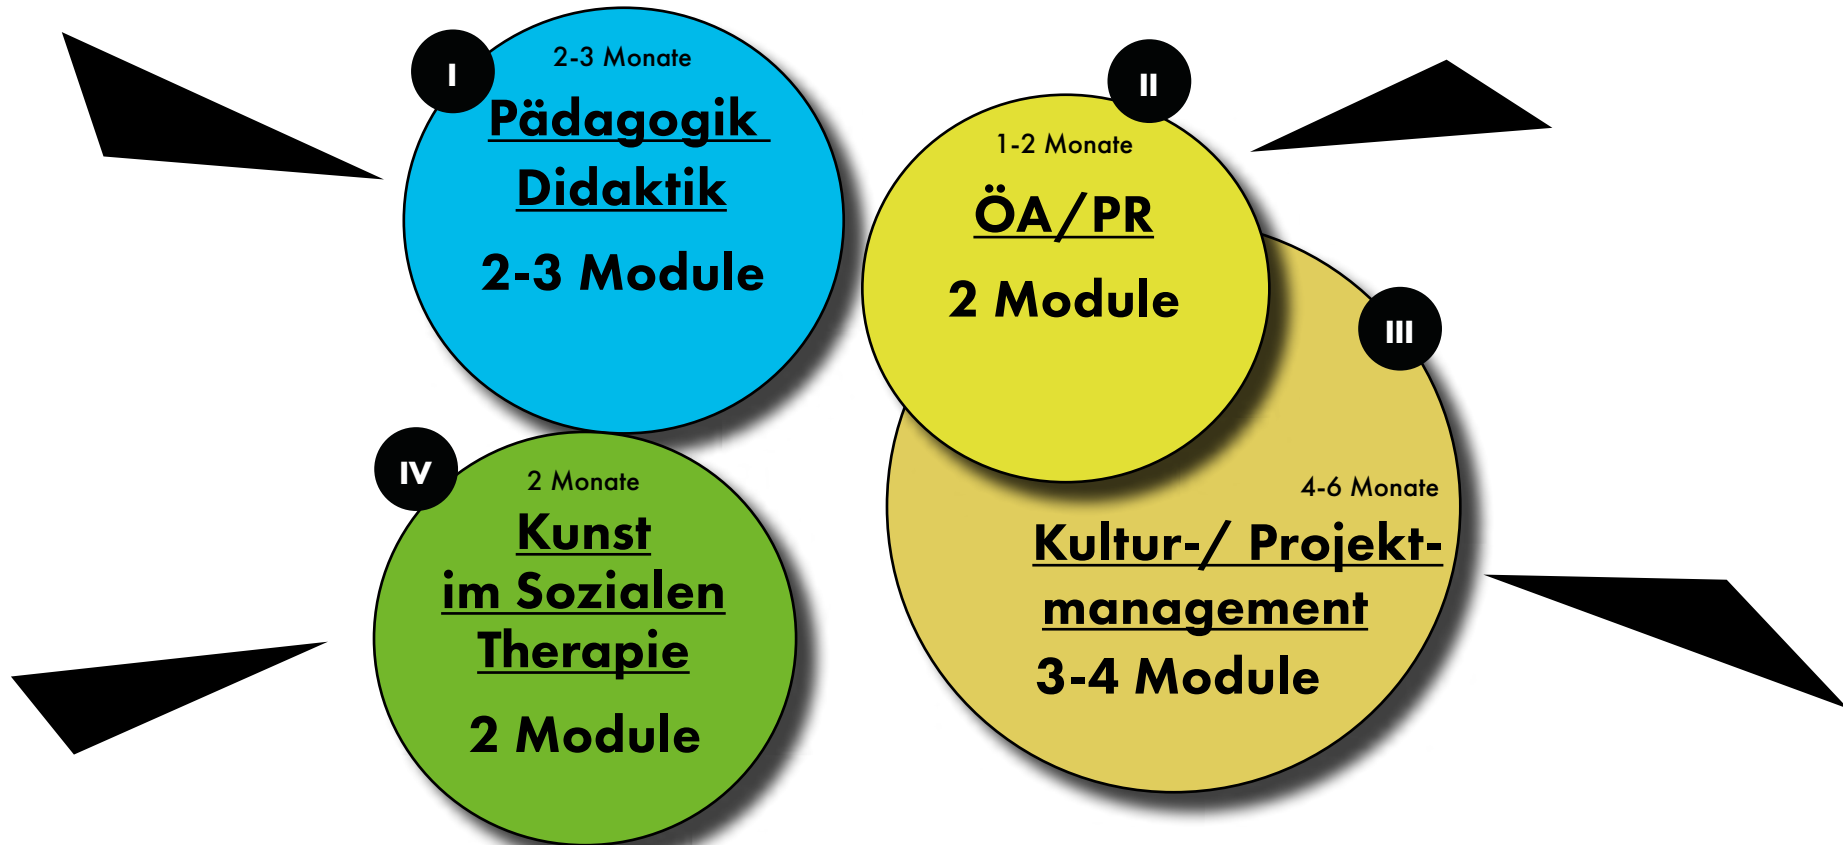 I
2-3 Monate
Pädagogik
Didaktik
2-3 Module
II
1-2 Monate
ÖA/PR
2 Module
III
4-6 Monate
Kultur-/ Projekt-
management
3-4 Module
IV
2 Monate
Kunst
im Sozialen
Therapie
2 Module